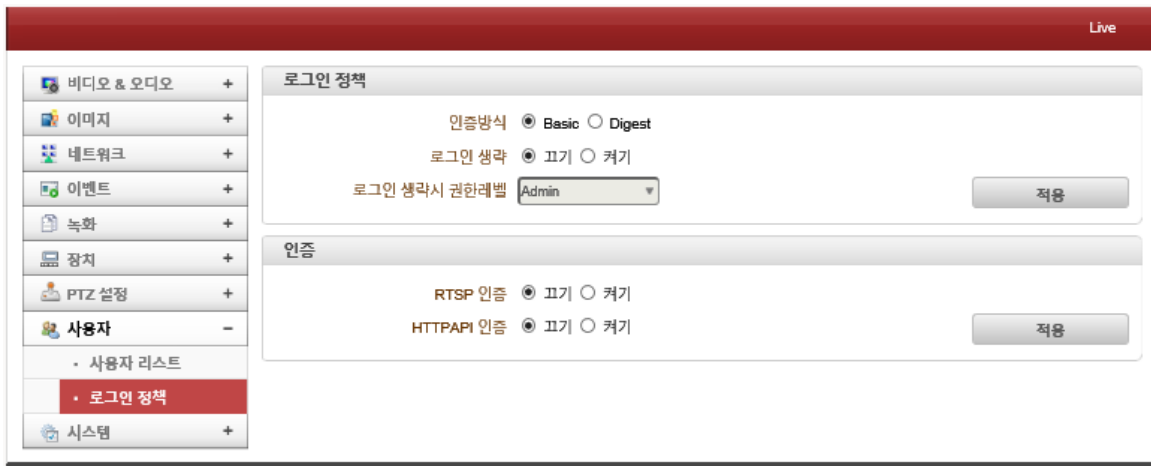 Live
비디오 & 오디오 +
이미지 +
네트워크 +
이벤트 +
녹화 +
장치 +
PTZ 설정 +
사용자 -
· 사용자 리스트
· 로그인 정책
시스템 +
로그인 정책
인증방식 Basic Digest
로그인 생략 끄기 켜기
로그인 생략시 권한레벨 Admin
적용
인증
RTSP 인증 끄기 켜기
HTTPAPI 인증 끄기 켜기
적용